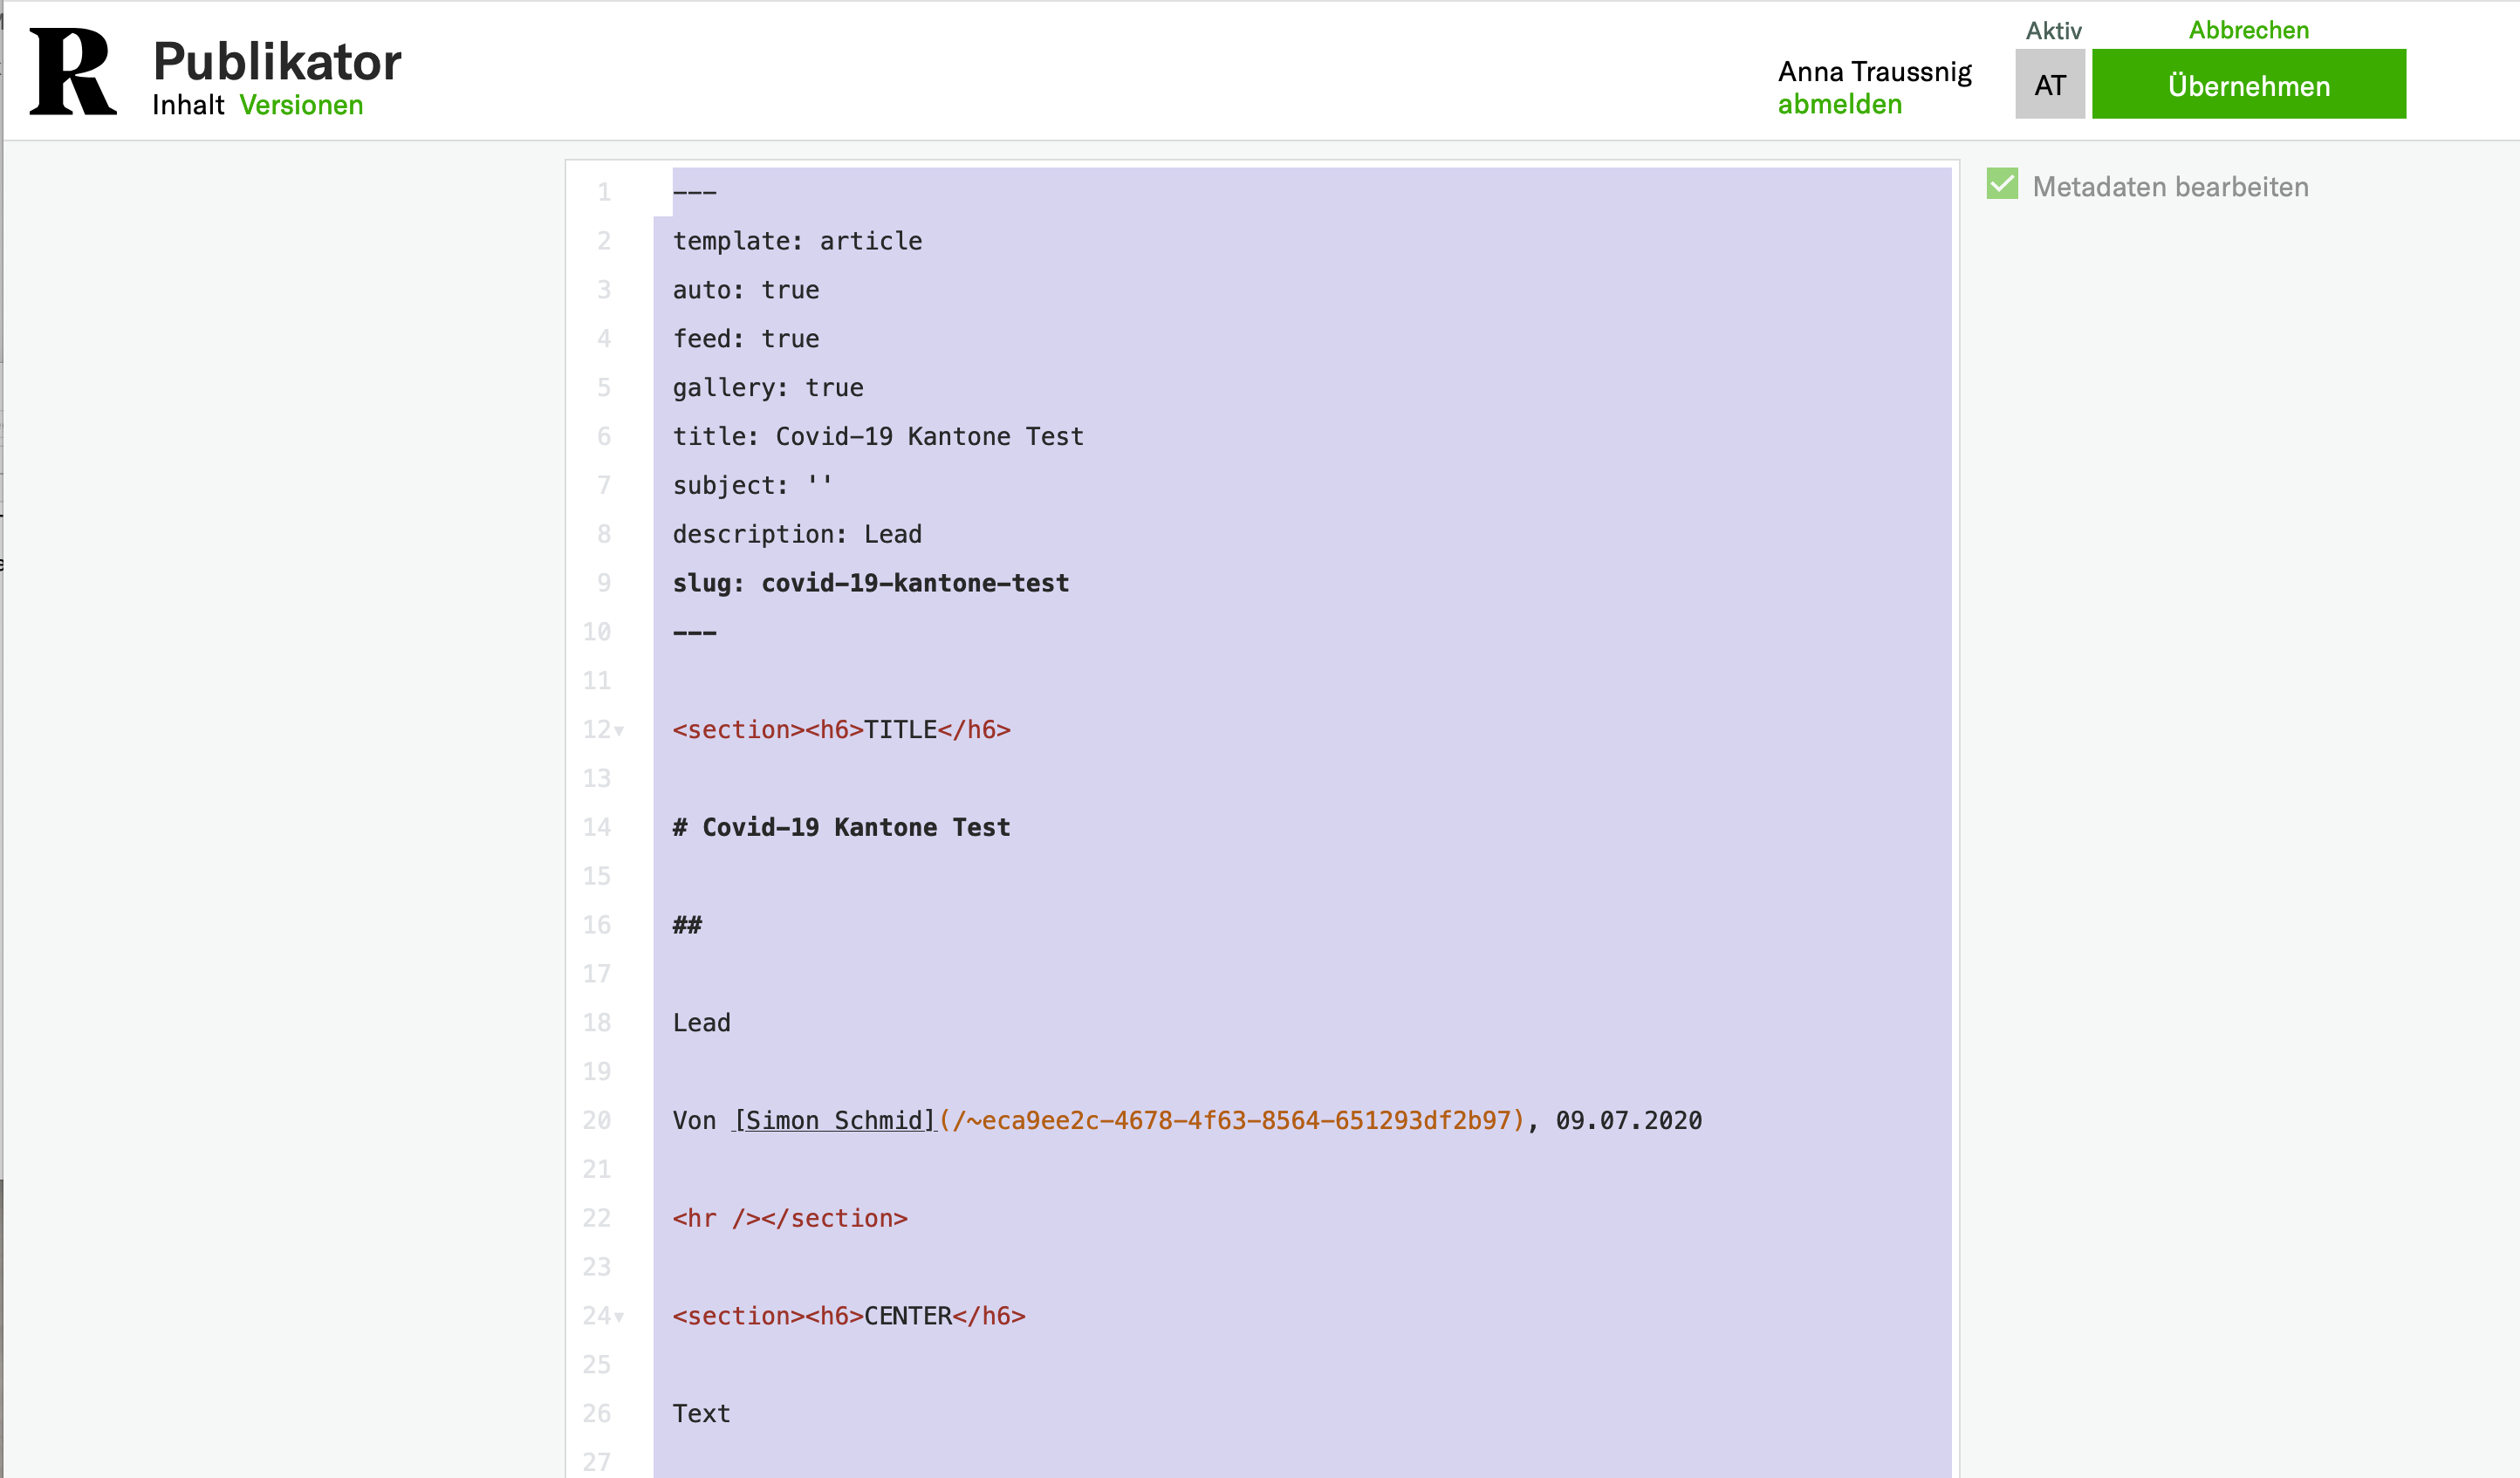 R
Publikator
Inhalt Versionen
Anna Traussnig
abmelden
Aktiv
AT
Abbrechen
Übernehmen
Metadaten bearbeiten
1 ---
2 template: article
3 auto: true
4 feed: true
5 gallery: true
6 title: Covid-19 Kantone Test
7 subject: ''
8 description: Lead
9 slug: covid-19-kantone-test
10 ---
11
12 <section><h6>TITLE</h6>
13
14 # Covid-19 Kantone Test
15
16 ##
17
18 Lead
19
20 Von [Simon Schmid](/~eca9ee2c-4678-4f63-8564-651293df2b97), 09.07.2020
21
22 <hr /></section>
23
24 <section><h6>CENTER</h6>
25
26 Text
27